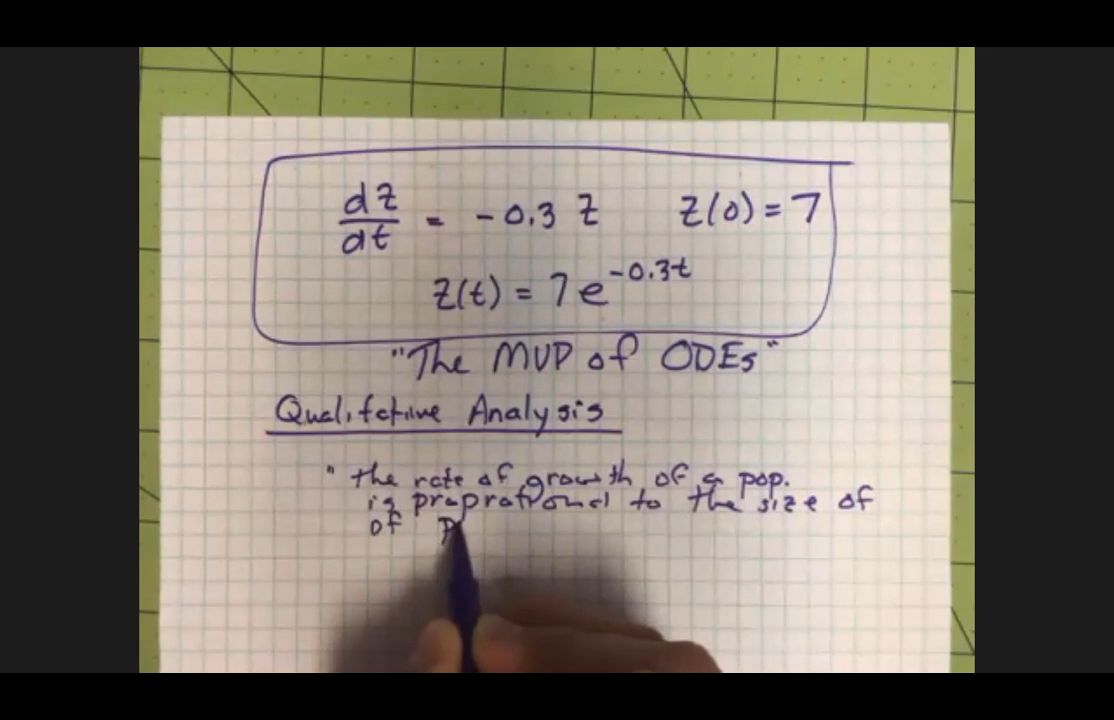 dz/dt = -0.3 z z(0) = 7
z(t) = 7e^-0.3t
"The MVP of ODEs"
Qualitative Analysis
" the rate of growth of a pop.
is proprotional to the size of
of p